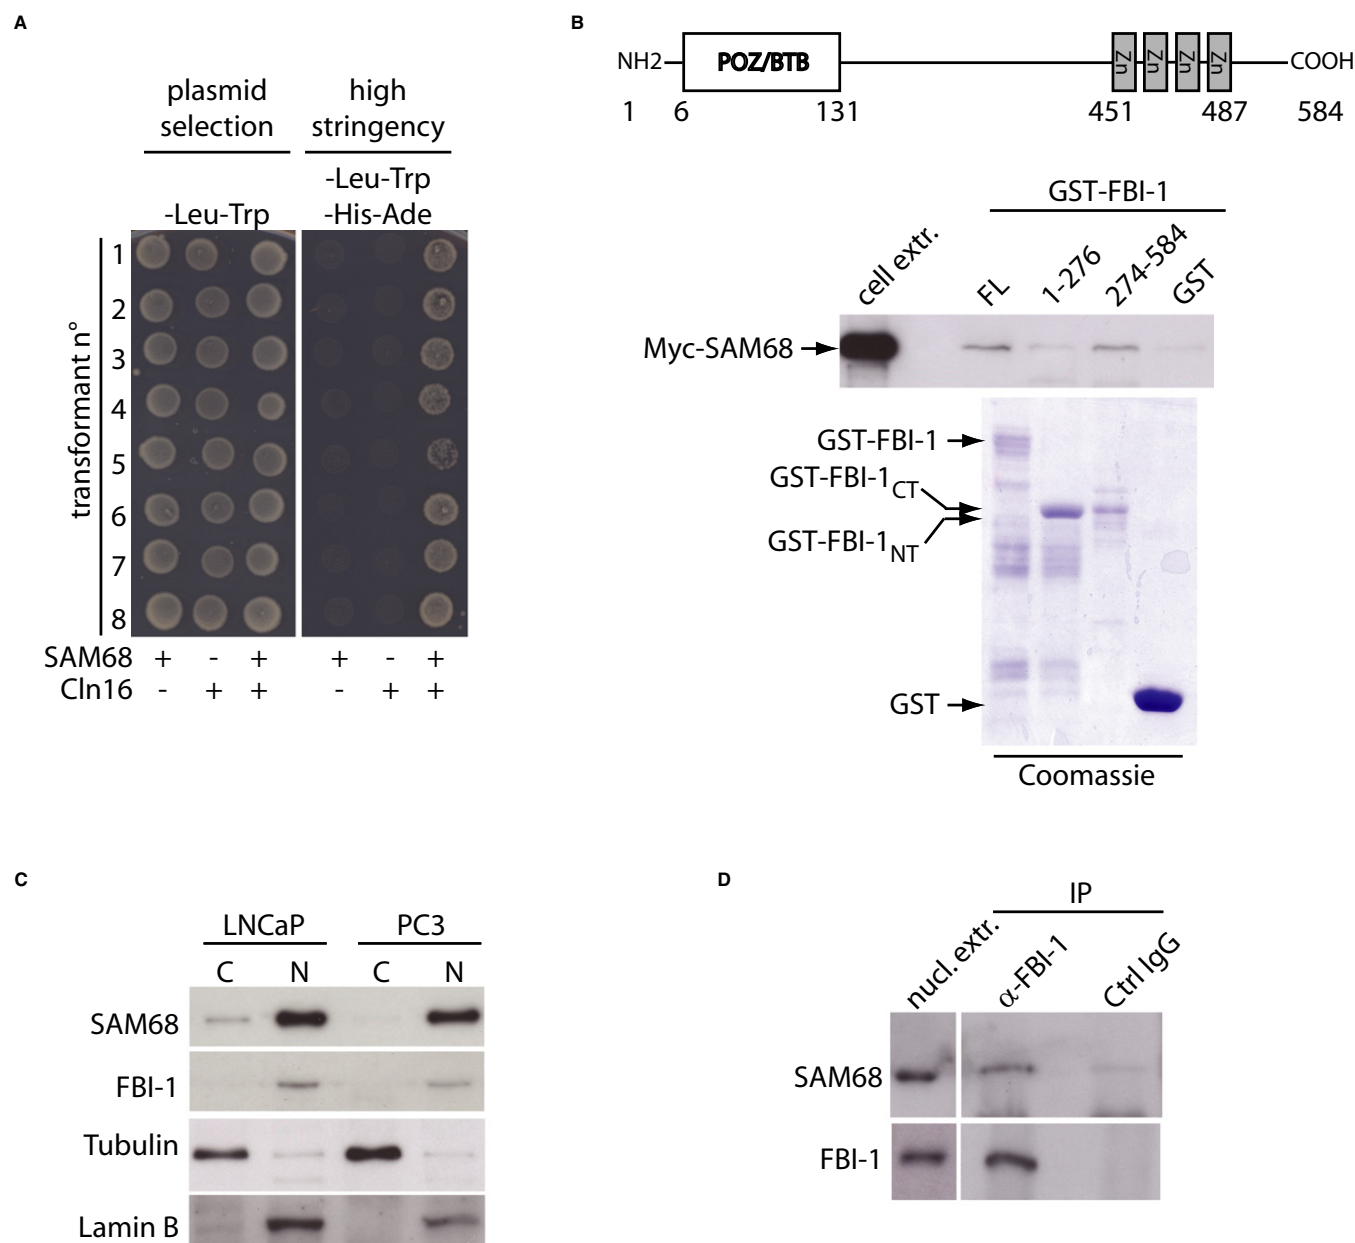 A
plasmid selection
high stringency
-Leu-Trp
-Leu-Trp
-His-Ade
transformant n°
1
2
3
4
5
6
7
8
SAM68 + - + + - +
Cln16 - + + - + +
B
NH2 POZ/BTB Zn Zn Zn Zn COOH
1 6 131 451 487 584
GST-FBI-1
cell extr. FL 1-276 274-584 GST
Myc-SAM68
GST-FBI-1
GST-FBI-1CT
GST-FBI-1NT
GST
Coomassie
C
LNCaP PC3
C N C N
SAM68
FBI-1
Tubulin
Lamin B
D
IP
nucl. extr. α-FBI-1 Ctrl IgG
SAM68
FBI-1